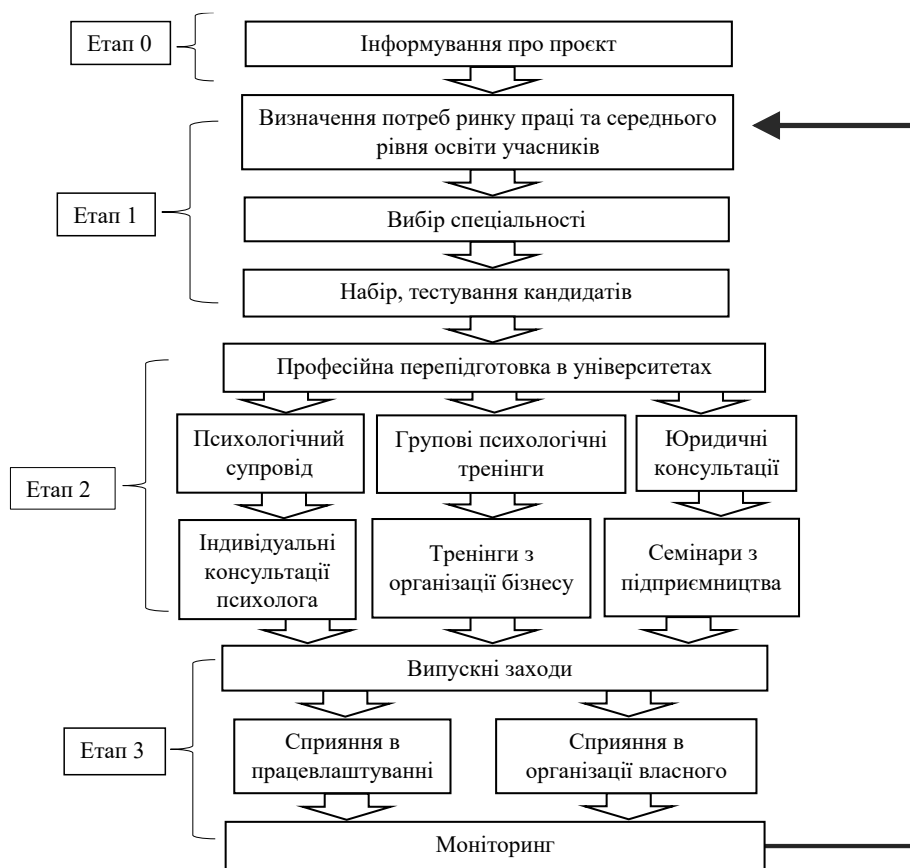 Етап 0
Інформування про проєкт
Визначення потреб ринку праці та середнього
рівня освіти учасників
Етап 1
Вибір спеціальності
Набір, тестування кандидатів
Професійна перепідготовка в університетах
Психологічний
супровід
Групові психологічні
тренінги
Юридичні
консультації
Етап 2
Індивідуальні
консультації
психолога
Тренінги з
організації бізнесу
Семінари з
підприємництва
Випускні заходи
Етап 3
Сприяння в
працевлаштуванні
Сприяння в
організації власного
Моніторинг